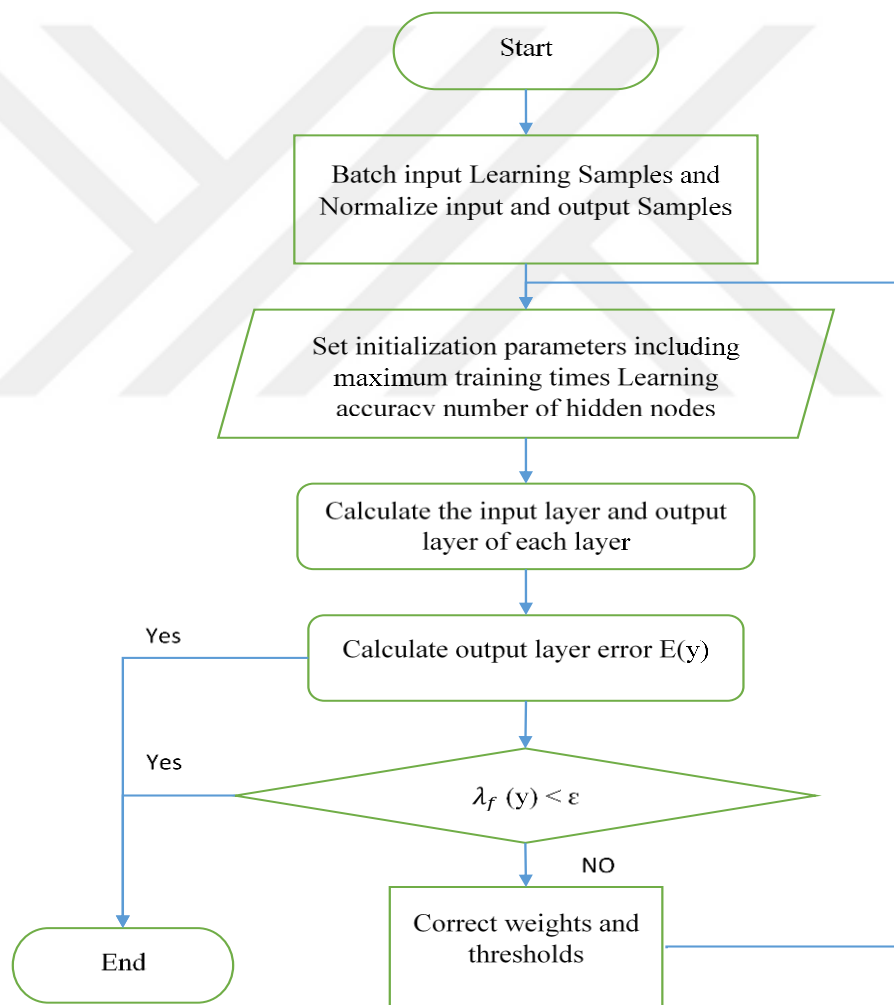 Start
Batch input Learning Samples and
Normalize input and output Samples
Set initialization parameters including
maximum training times Learning
accuracy number of hidden nodes
Calculate the input layer and output
layer of each layer
Yes
Calculate output layer error E(y)
Yes
λ_f (y) < ε
NO
Correct weights and
thresholds
End